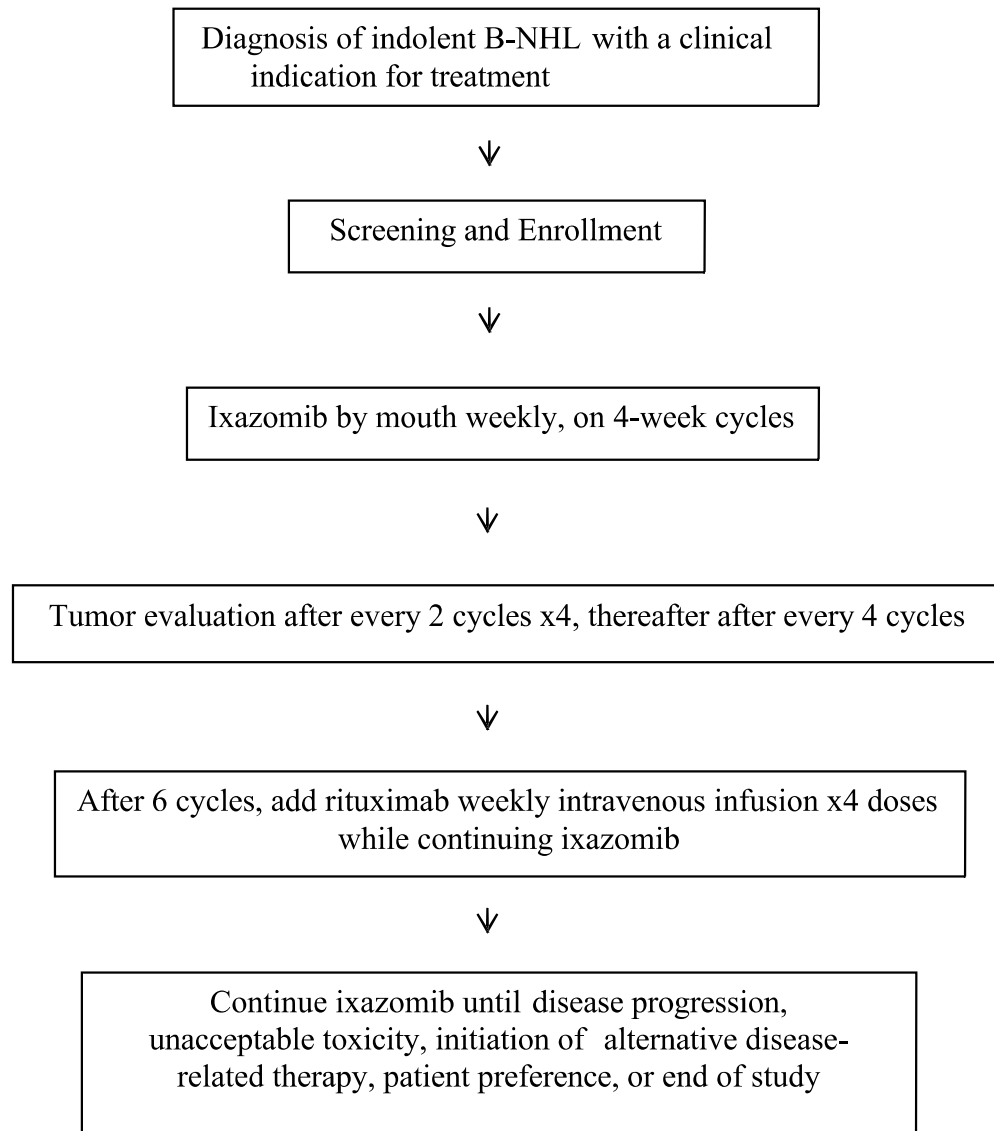 Diagnosis of indolent B-NHL with a clinical
indication for treatment
Screening and Enrollment
Ixazomib by mouth weekly, on 4-week cycles
Tumor evaluation after every 2 cycles x4, thereafter after every 4 cycles
After 6 cycles, add rituximab weekly intravenous infusion x4 doses
while continuing ixazomib
Continue ixazomib until disease progression,
unacceptable toxicity, initiation of alternative disease-
related therapy, patient preference, or end of study